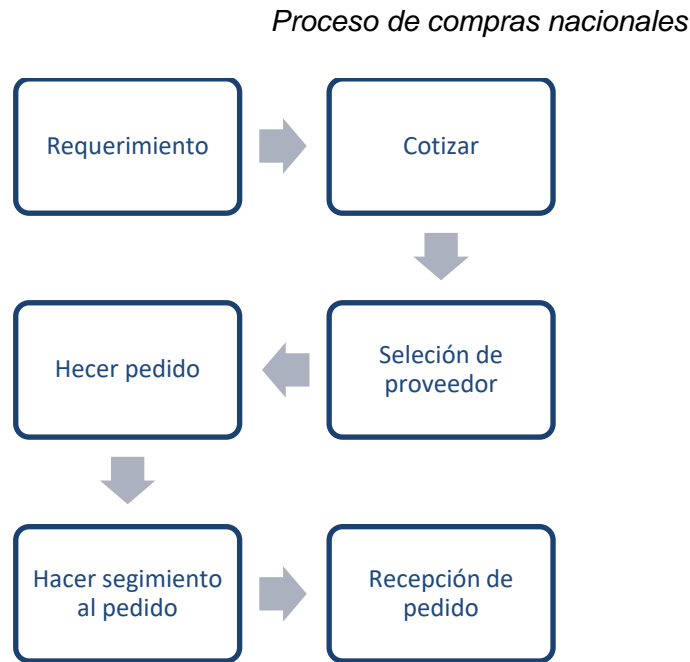 Proceso de compras nacionales
Requerimiento
Cotizar
Seleción de
proveedor
Hecer pedido
Hacer segimiento
al pedido
Recepción de
pedido